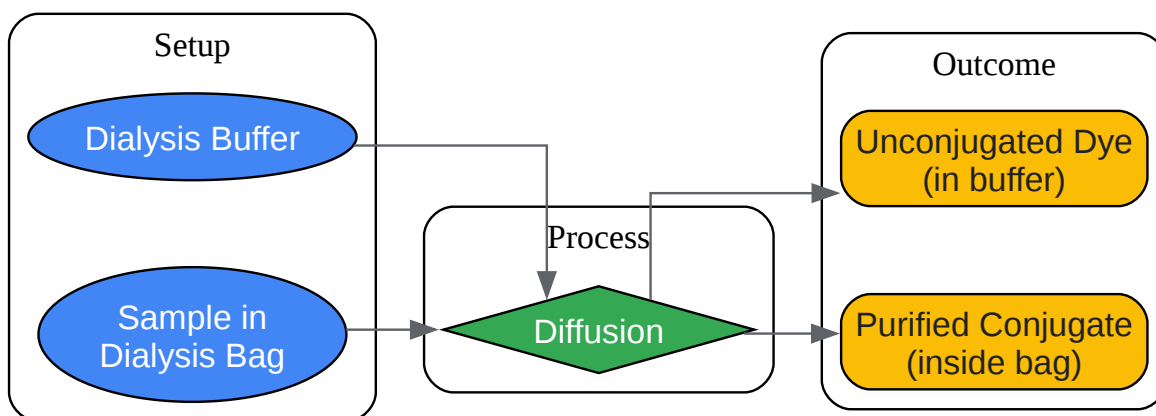 Setup
Dialysis Buffer
Sample in
Dialysis Bag
Process
Diffusion
Outcome
Unconjugated Dye
(in buffer)
Purified Conjugate
(inside bag)